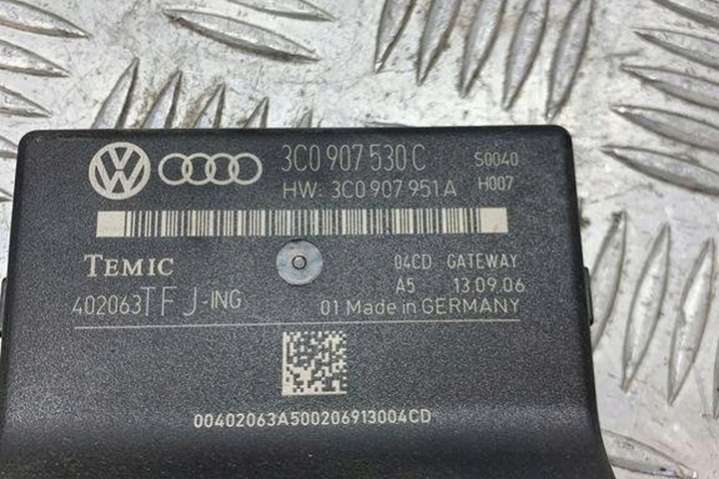 3C0 907 530 C S0040
HW: 3C0 907 951 A H007
TEMIC 04CD GATEWAY
A5 13.09.06
402063TFJ-ING 01 Made in GERMANY
00402063A500206913004CD